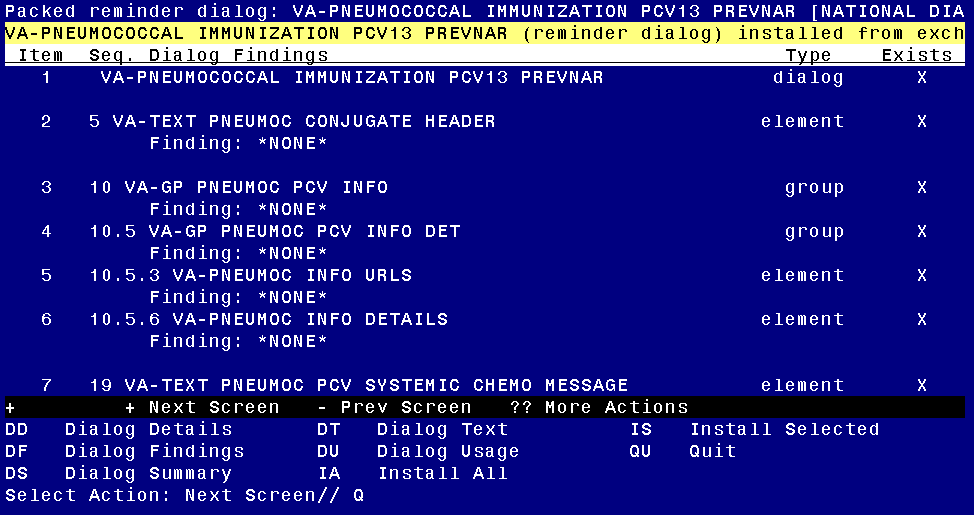 Packed reminder dialog: VA-PNEUMOCOCCAL IMMUNIZATION PCV13 PREVNAR [NATIONAL DIA
VA-PNEUMOCOCCAL IMMUNIZATION PCV13 PREVNAR (reminder dialog) installed from exch
Item Seq. Dialog Findings Type Exists
1 VA-PNEUMOCOCCAL IMMUNIZATION PCV13 PREVNAR dialog X
2 5 VA-TEXT PNEUMOC CONJUGATE HEADER element X
Finding: *NONE*
3 10 VA-GP PNEUMOC PCV INFO group X
Finding: *NONE*
4 10.5 VA-GP PNEUMOC PCV INFO DET group X
Finding: *NONE*
5 10.5.3 VA-PNEUMOC INFO URLS element X
Finding: *NONE*
6 10.5.6 VA-PNEUMOC INFO DETAILS element X
Finding: *NONE*
7 19 VA-TEXT PNEUMOC PCV SYSTEMIC CHEMO MESSAGE element X
+ + Next Screen - Prev Screen ?? More Actions
DD Dialog Details DT Dialog Text IS Install Selected
DF Dialog Findings DU Dialog Usage QU Quit
DS Dialog Summary IA Install All
Select Action: Next Screen// Q